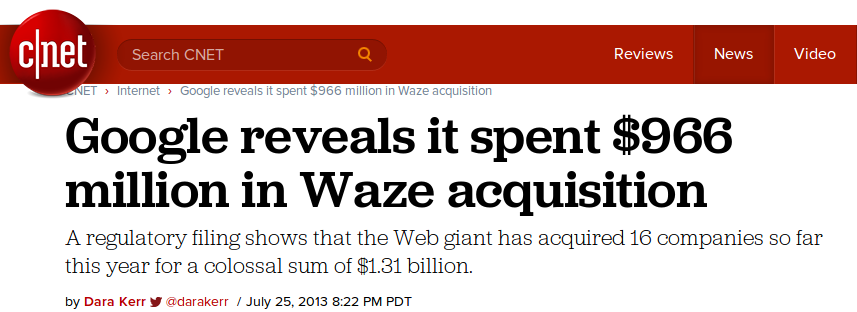 c|net
Search CNET
Reviews
News
Video
CNET › Internet › Google reveals it spent $966 million in Waze acquisition
Google reveals it spent $966
million in Waze acquisition
A regulatory filing shows that the Web giant has acquired 16 companies so far
this year for a colossal sum of $1.31 billion.
by Dara Kerr @darakerr / July 25, 2013 8:22 PM PDT